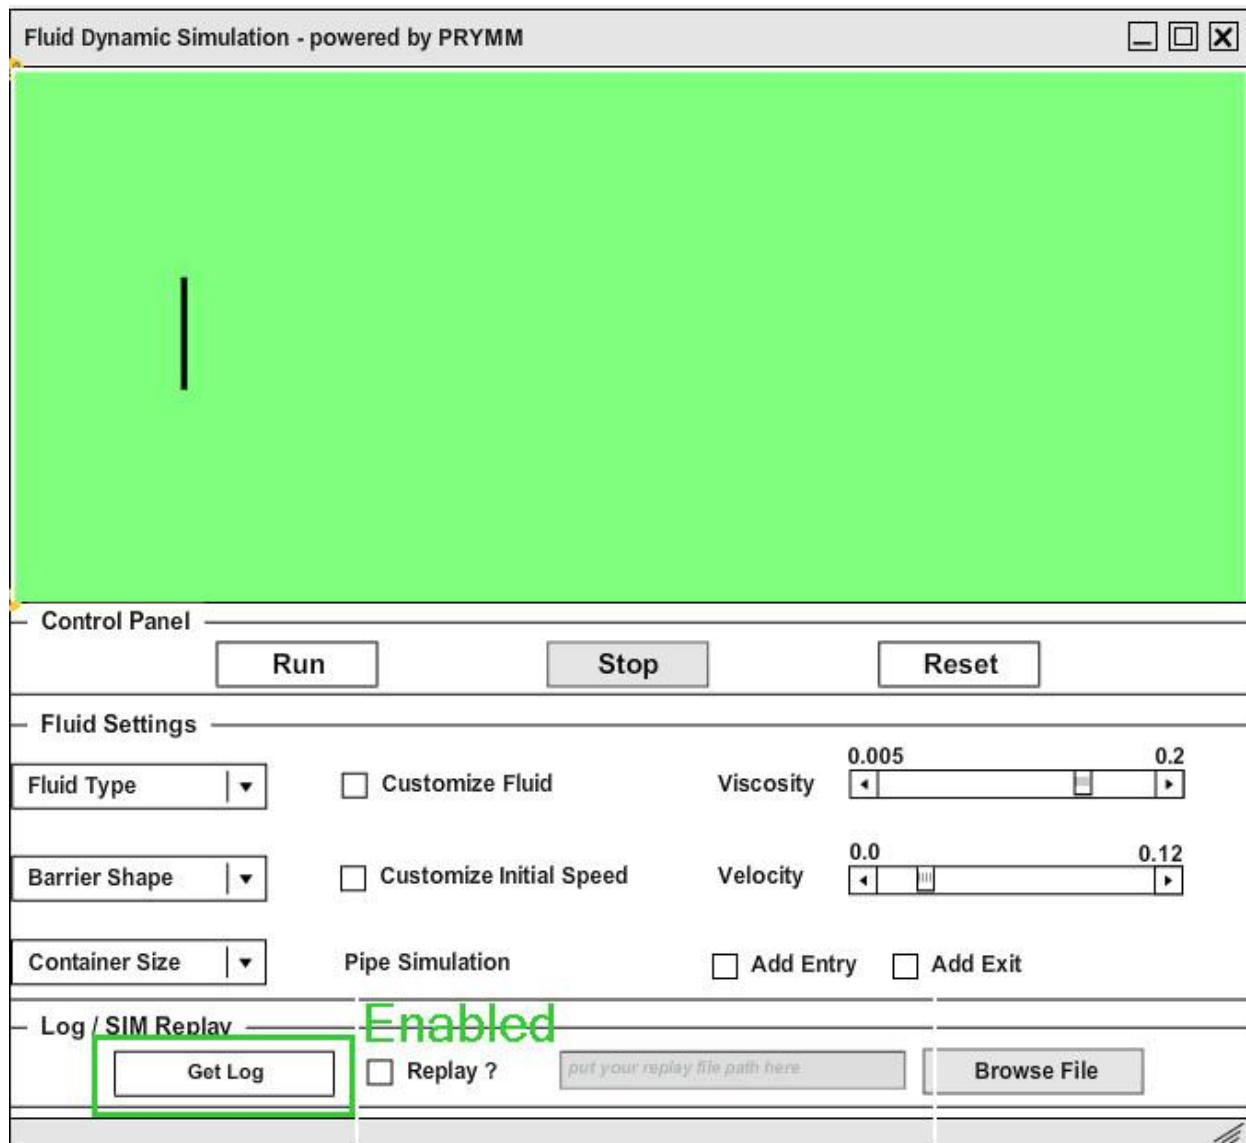 Fluid Dynamic Simulation - powered by PRYMM
Control Panel
Run Stop Reset
Fluid Settings
0.005 0.2
Fluid Type Customize Fluid Viscosity
0.0 0.12
Barrier Shape Customize Initial Speed Velocity
Container Size Pipe Simulation Add Entry Add Exit
Enabled
Log / SIM Replay
Get Log Replay ? put your replay file path here Browse File